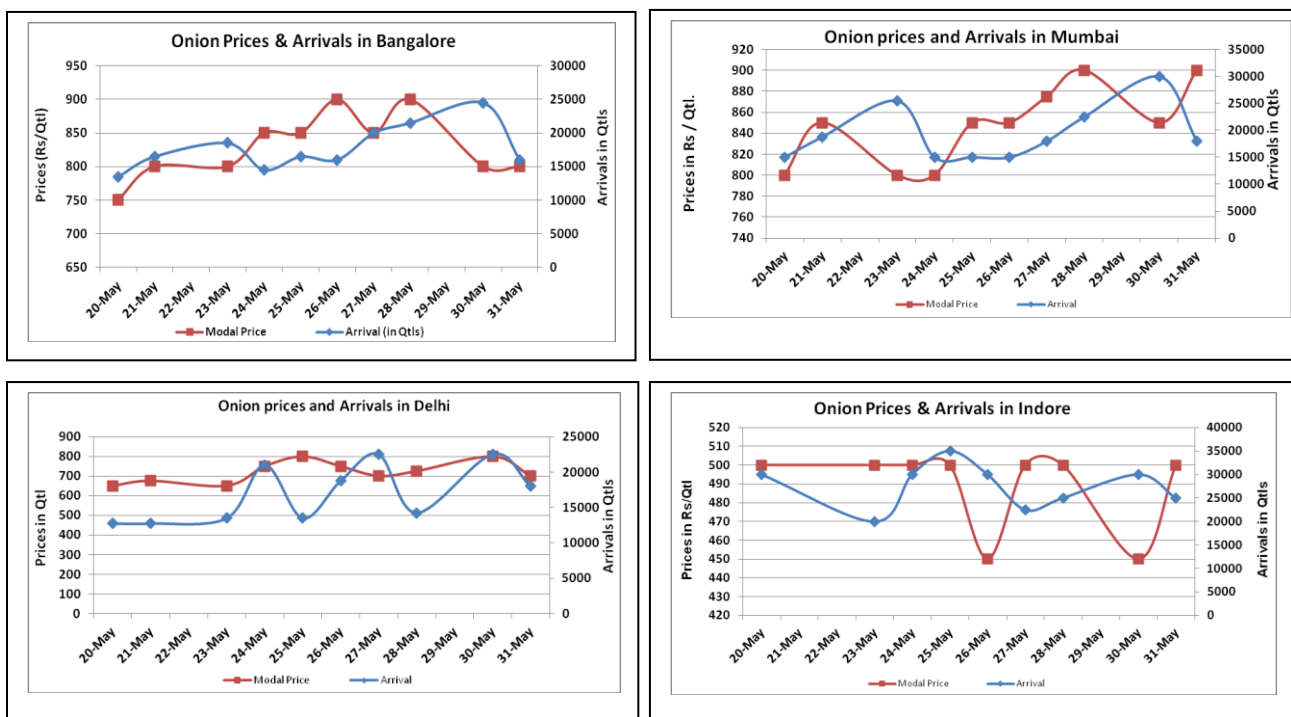 Onion Prices & Arrivals in Bangalore
Prices (Rs/Qtl)
950
900
850
800
750
700
650
30000
25000
20000
15000
10000
5000
0
Arrivals in Qtls
20-May
21-May
22-May
23-May
24-May
25-May
26-May
27-May
28-May
29-May
30-May
31-May
Modal Price
Arrival (in Qtls)
Onion prices and Arrivals in Mumbai
Prices in Rs / Qtl.
920
900
880
860
840
820
800
780
760
740
35000
30000
25000
20000
15000
10000
5000
0
Arrivals in Qtls
20-May
21-May
22-May
23-May
24-May
25-May
26-May
27-May
28-May
29-May
30-May
31-May
Modal Price
Arrival
Onion prices and Arrivals in Delhi
Prices in Qtl
900
800
700
600
500
400
300
200
100
0
25000
20000
15000
10000
5000
0
Arrivals in Qtls
20-May
21-May
22-May
23-May
24-May
25-May
26-May
27-May
28-May
29-May
30-May
31-May
Modal Price
Arrival
Onion Prices & Arrivals in Indore
Prices in Rs/Qtl
520
510
500
490
480
470
460
450
440
430
420
40000
35000
30000
25000
20000
15000
10000
5000
0
Arrivals in Qtls
20-May
21-May
22-May
23-May
24-May
25-May
26-May
27-May
28-May
29-May
30-May
31-May
Modal Price
Arrival